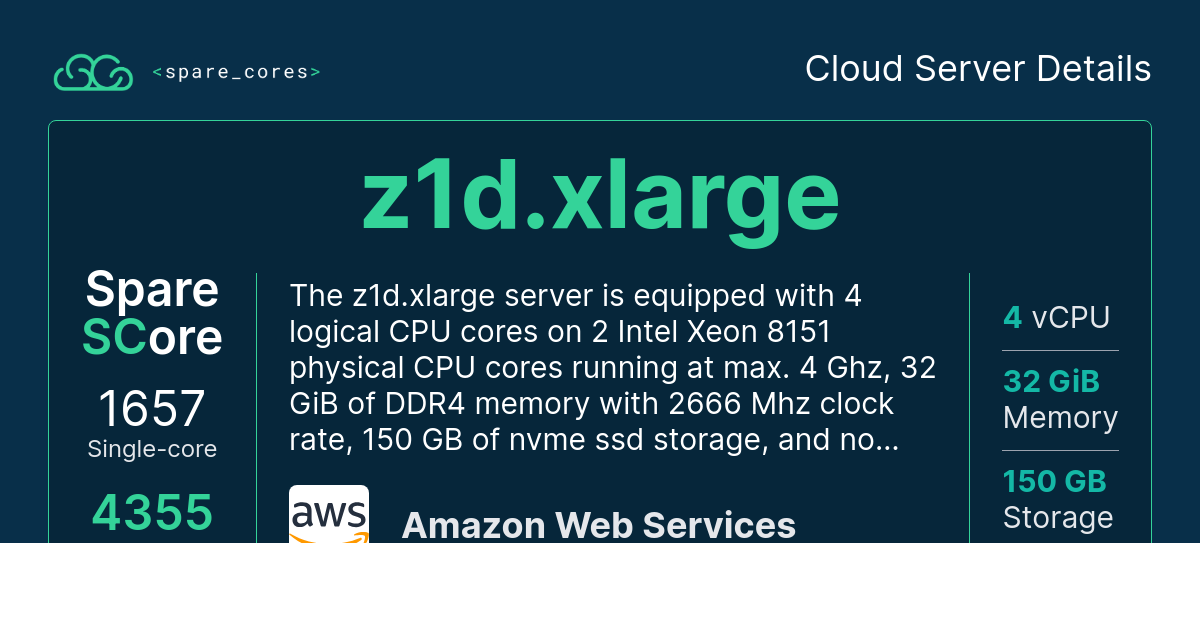 <spare_cores>
Cloud Server Details
z1d.xlarge
Spare
SCore
1657
Single-core
4355
The z1d.xlarge server is equipped with 4
logical CPU cores on 2 Intel Xeon 8151
physical CPU cores running at max. 4 Ghz, 32
GiB of DDR4 memory with 2666 Mhz clock
rate, 150 GB of nvme ssd storage, and no...
aws
Amazon Web Services
4 vCPU
32 GiB
Memory
150 GB
Storage